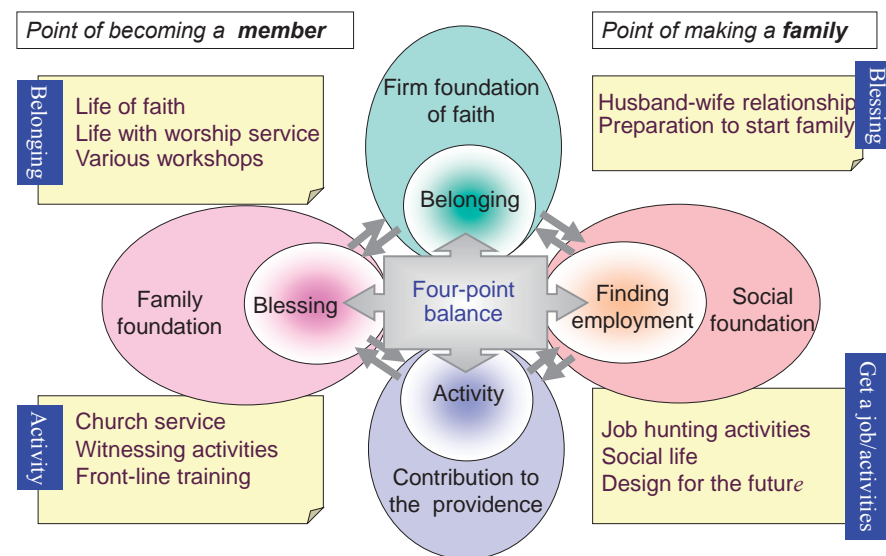 Point of becoming a member
Point of making a family
Belonging
Life of faith
Life with worship service
Various workshops
Firm foundation
of faith
Belonging
Husband-wife relationship
Preparation to start family
Blessing
Family
foundation
Blessing
Four-point
balance
Finding
employment
Social
foundation
Activity
Church service
Witnessing activities
Front-line training
Activity
Contribution to
the providence
Job hunting activities
Social life
Design for the future
Get a job/activities